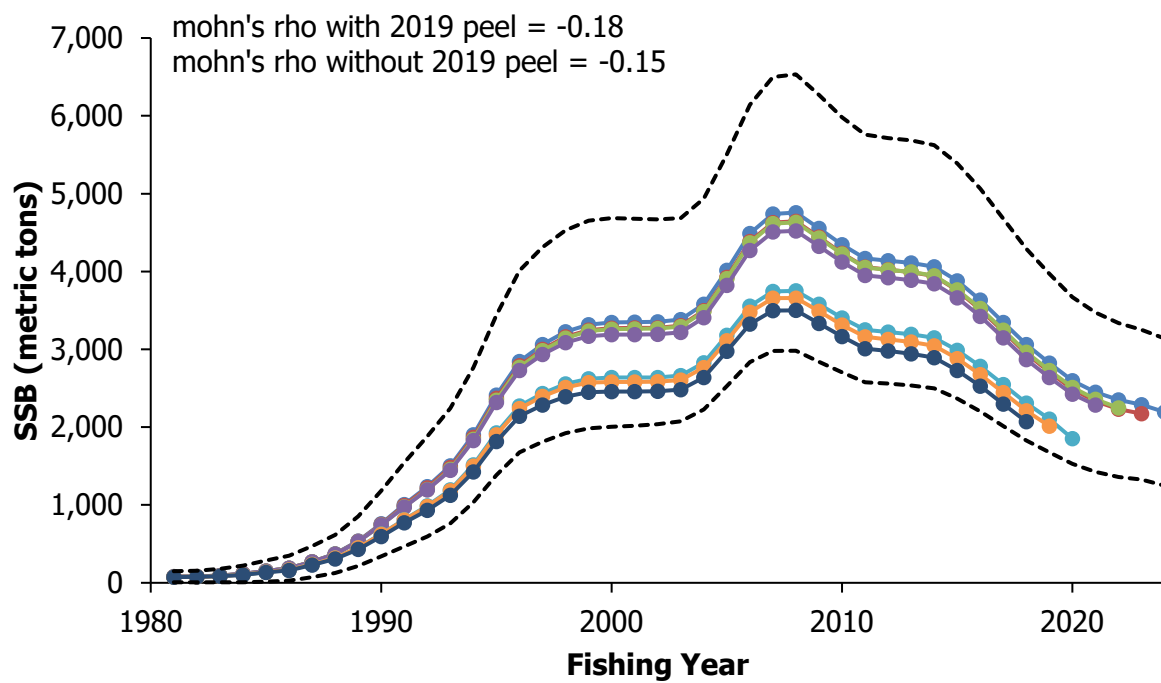 mohn's rho with 2019 peel = -0.18
mohn's rho without 2019 peel = -0.15
7,000
6,000
5,000
4,000
3,000
2,000
1,000
0
SSB (metric tons)
1980 1990 2000 2010 2020
Fishing Year